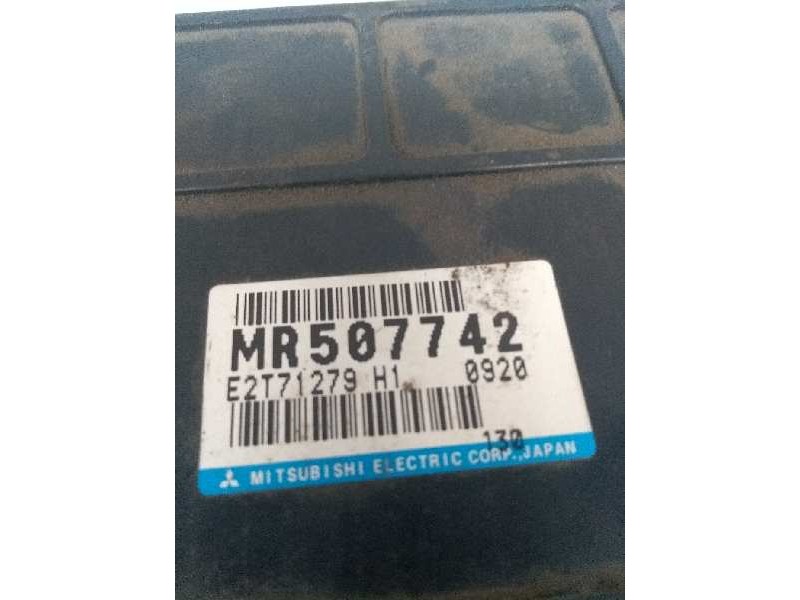 MR507742
E2T71279 H1 0920
130
MITSUBISHI ELECTRIC CORP.,JAPAN